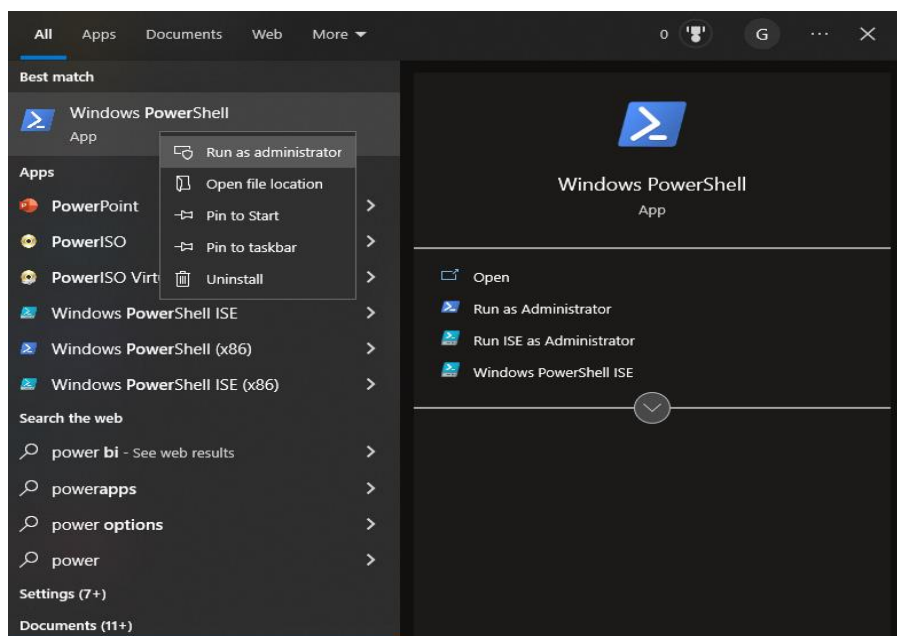 All Apps Documents Web More 0 G ...
Best match
Windows PowerShell
App
Run as administrator
Open file location
Pin to Start
Pin to taskbar
Uninstall
Apps
PowerPoint
PowerISO
PowerISO Virt
Windows PowerShell ISE
Windows PowerShell (x86)
Windows PowerShell ISE (x86)
Search the web
power bi - See web results
powerapps
power options
power
Settings (7+)
Documents (11+)
Windows PowerShell
App
Open
Run as Administrator
Run ISE as Administrator
Windows PowerShell ISE